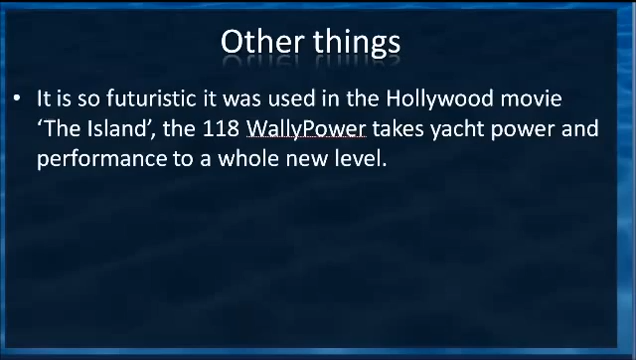 Other things
• It is so futuristic it was used in the Hollywood movie
‘The Island’, the 118 WallyPower takes yacht power and
performance to a whole new level.